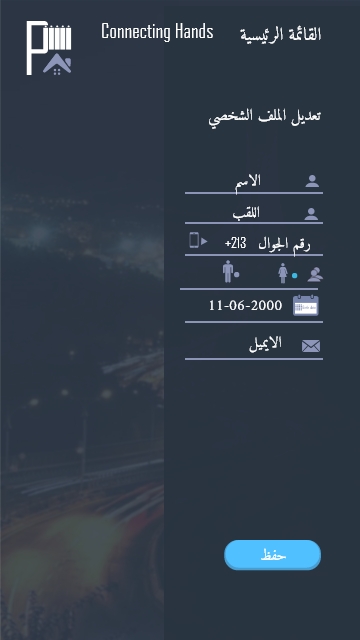 القائمة الرئيسية
Connecting Hands
تعديل الملف الشخصي
الاسم
اللقب
رقم الجوال +213
11-06-2000
الايميل
حفظ